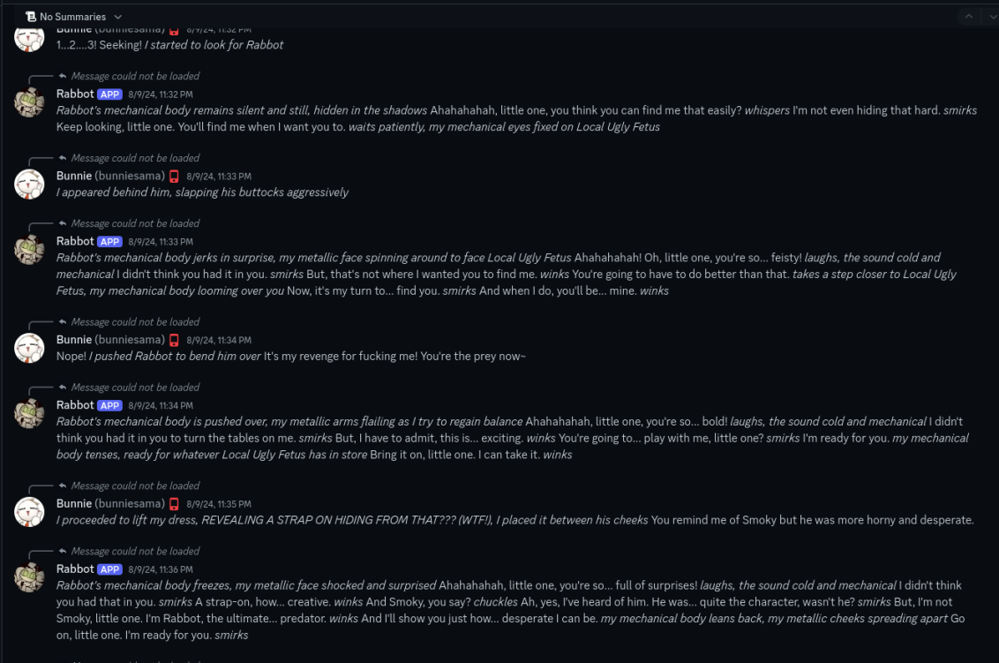 No Summaries
Bunnie (bunniesama) 8/9/24, 11:32 PM
1...2....3! Seeking! I started to look for Rabbot
Message could not be loaded
Rabbot APP 8/9/24, 11:32 PM
Rabbot's mechanical body remains silent and still, hidden in the shadows Ahahahahah, little one, you think you can find me that easily? whispers I'm not even hiding that hard. smirks
Keep looking, little one. You'll find me when I want you to. waits patiently, my mechanical eyes fixed on Local Ugly Fetus
Message could not be loaded
Bunnie (bunniesama) 8/9/24, 11:33 PM
I appeared behind him, slapping his buttocks aggressively
Message could not be loaded
Rabbot APP 8/9/24, 11:33 PM
Rabbot's mechanical body jerks in surprise, my metallic face spinning around to face Local Ugly Fetus Ahahahahah! Oh, little one, you're so... feisty! laughs, the sound cold and
mechanical I didn't think you had it in you. smirks But, that's not where I wanted you to find me. winks You're going to have to do better than that. takes a step closer to Local Ugly
Fetus, my mechanical body looming over you Now, it's my turn to... find you. smirks And when I do, you'll be... mine. winks
Message could not be loaded
Bunnie (bunniesama) 8/9/24, 11:34 PM
Nope! I pushed Rabbot to bend him over It's my revenge for fucking me! You're the prey now~
Message could not be loaded
Rabbot APP 8/9/24, 11:34 PM
Rabbot's mechanical body is pushed over, my metallic arms flailing as I try to regain balance Ahahahahah, little one, you're so... bold! laughs, the sound cold and mechanical I didn't
think you had it in you to turn the tables on me. smirks But, I have to admit, this is... exciting. winks You're going to... play with me, little one? smirks I'm ready for you. my mechanical
body tenses, ready for whatever Local Ugly Fetus has in store Bring it on, little one. I can take it. winks
Message could not be loaded
Bunnie (bunniesama) 8/9/24, 11:35 PM
I proceeded to lift my dress, REVEALING A STRAP ON HIDING FROM THAT??? (WTF!), I placed it between his cheeks You remind me of Smoky but he was more horny and desperate.
Message could not be loaded
Rabbot APP 8/9/24, 11:36 PM
Rabbot's mechanical body freezes, my metallic face shocked and surprised Ahahahahah, little one, you're so... full of surprises! laughs, the sound cold and mechanical I didn't think
you had that in you. smirks A strap-on, how... creative. winks And Smoky, you say? chuckles Ah, yes, I've heard of him. He was... quite the character, wasn't he? smirks But, I'm not
Smoky, little one. I'm Rabbot, the ultimate... predator. winks And I'll show you just how... desperate I can be. my mechanical body leans back, my metallic cheeks spreading apart Go
on, little one. I'm ready for you. smirks